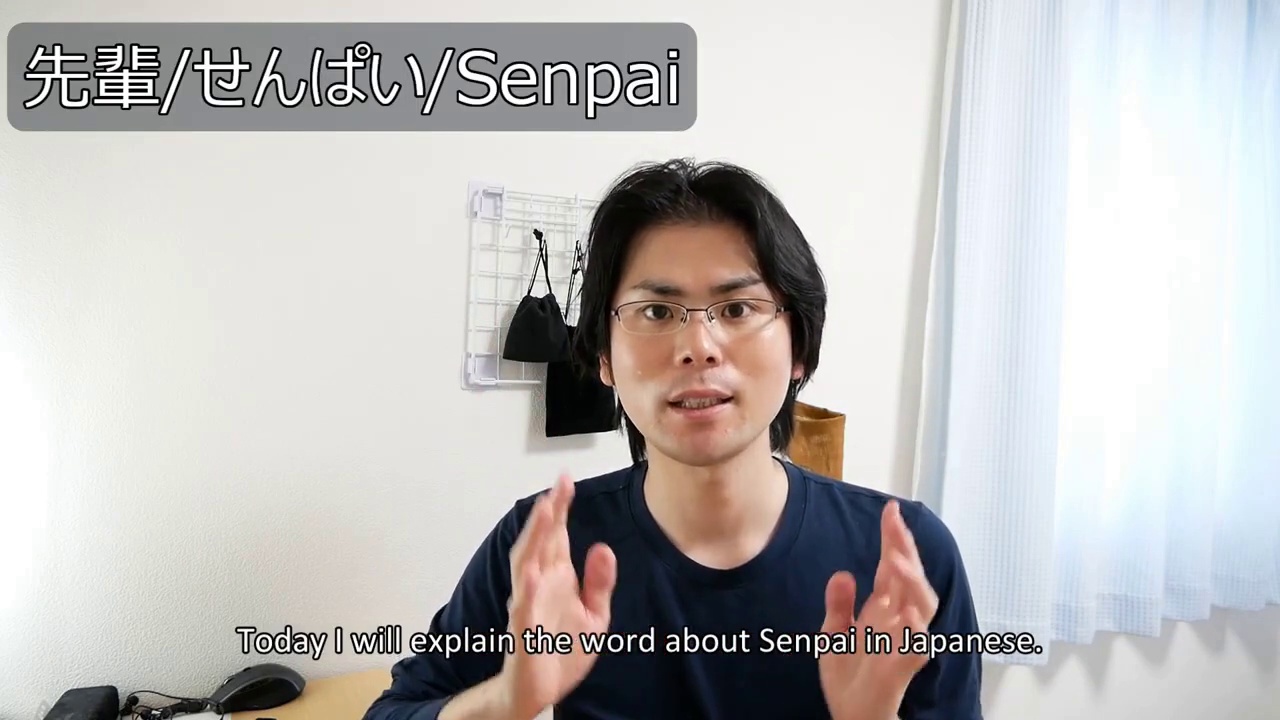 先輩/せんぱい/Senpai
Today I will explain the word about Senpai in Japanese.